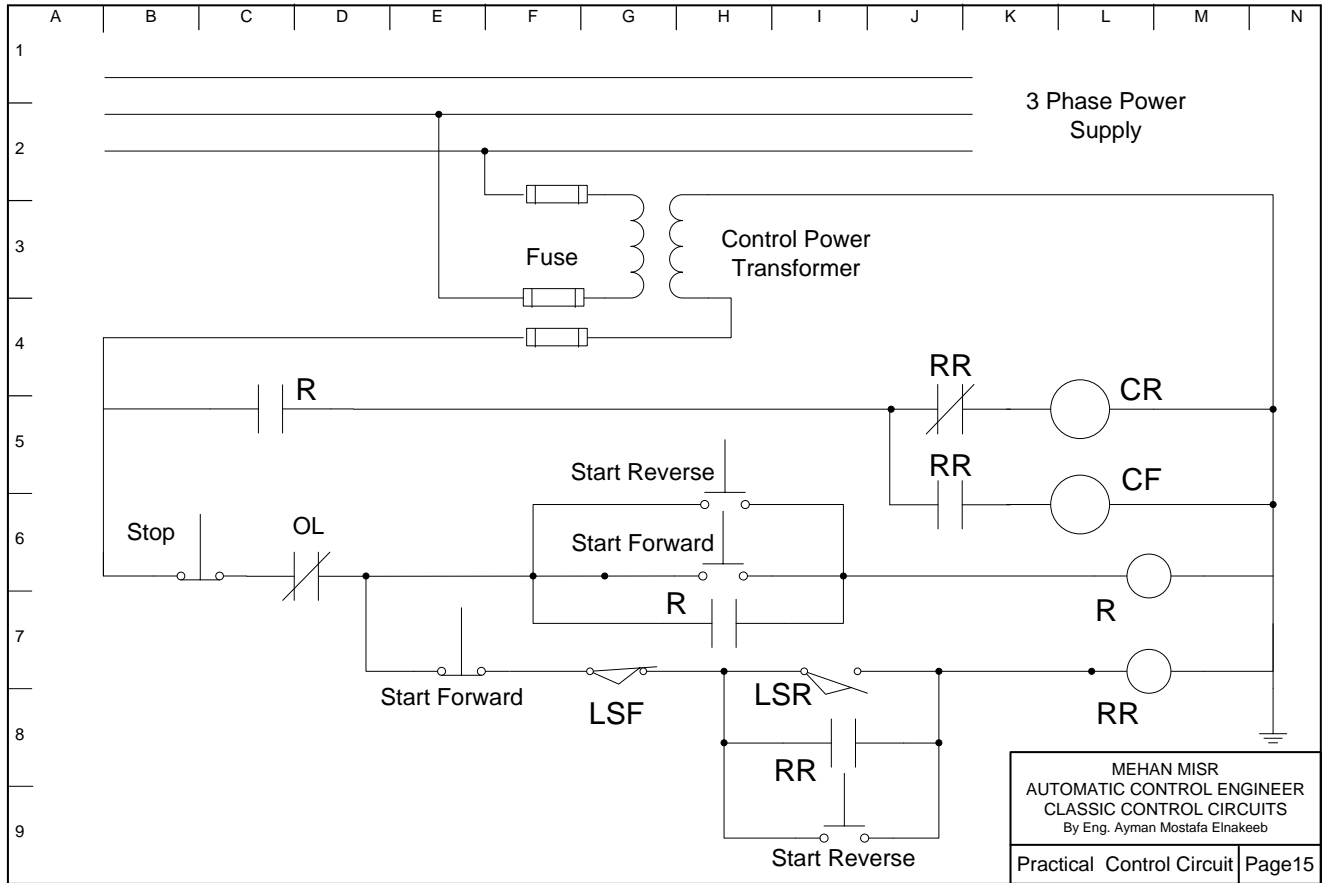 A B C D E F G H I J K L M N
1
3 Phase Power
Supply
2
3
Fuse
Control Power
Transformer
4
R
RR
CR
5
Start Reverse
RR
CF
6
Stop
OL
Start Forward
R
R
7
Start Forward
LSF
LSR
RR
8
RR
MEHAN MISR
AUTOMATIC CONTROL ENGINEER
CLASSIC CONTROL CIRCUITS
By Eng. Ayman Mostafa Elnakeeb
9
Start Reverse
Practical Control Circuit Page15